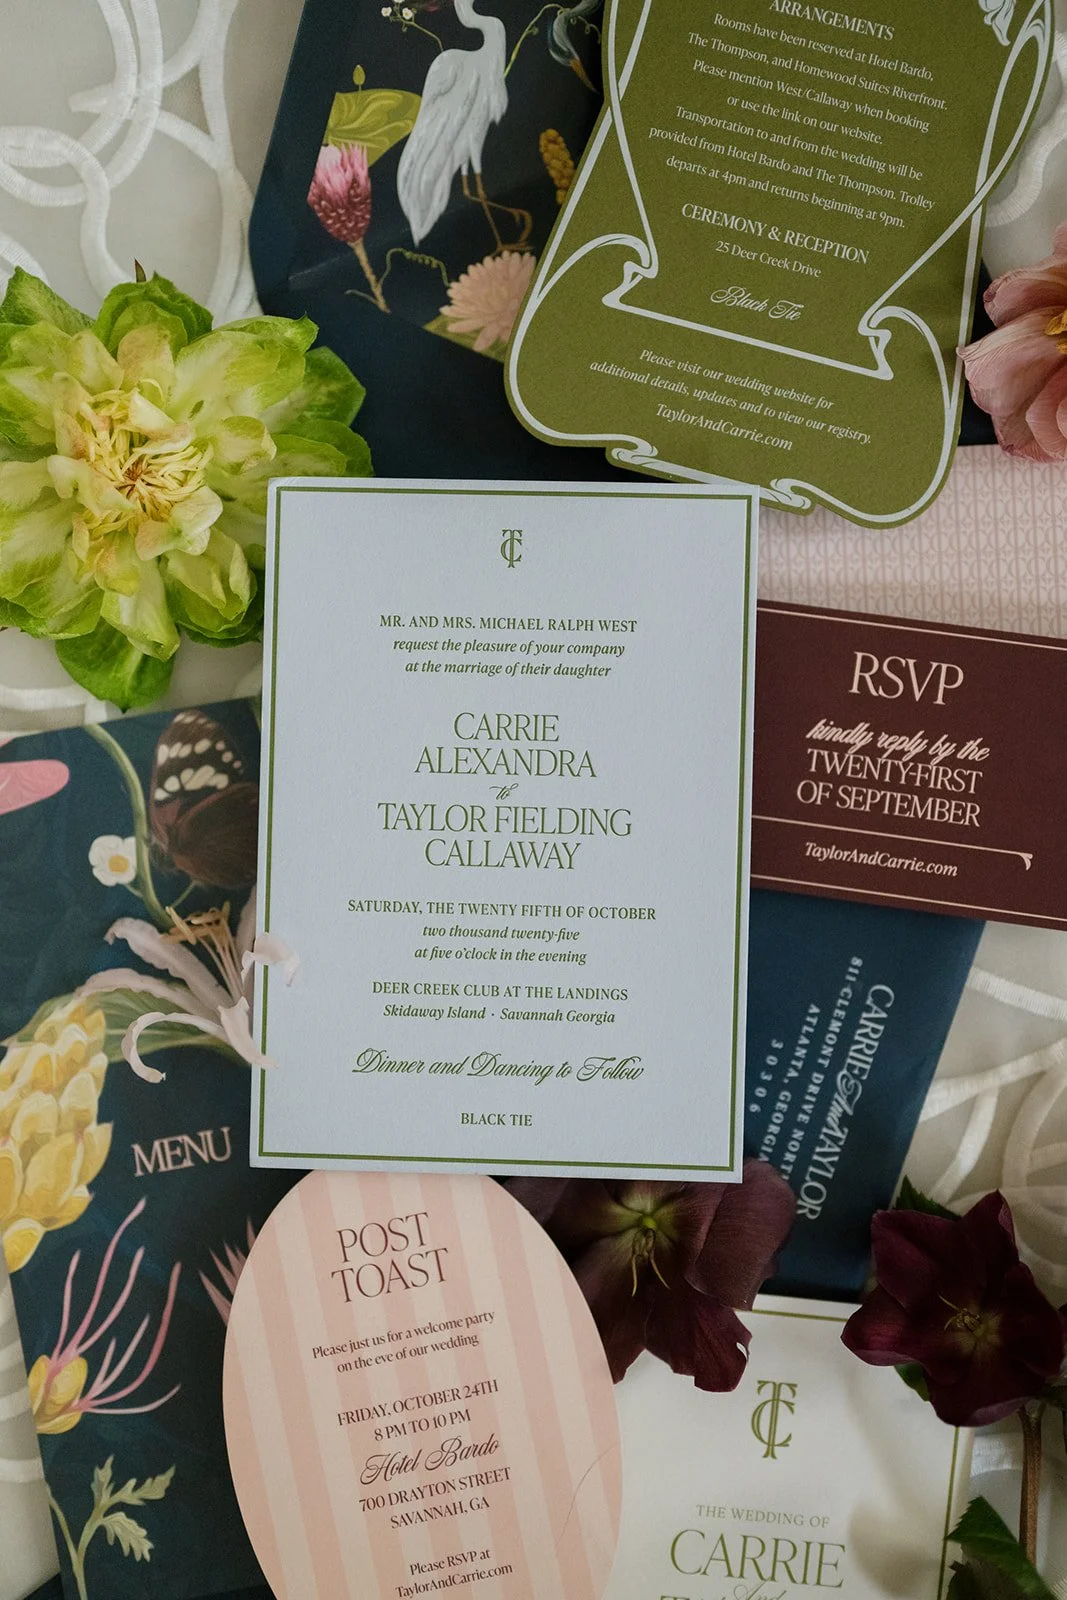 ARRANGEMENTS
Rooms have been reserved at Hotel Bardo,
The Thompson, and Homewood Suites Riverfront.
Please mention West/Callaway when booking
or use the link on our website.
Transportation to and from the wedding will be
provided from Hotel Bardo and The Thompson. Trolley
departs at 4pm and returns beginning at 9pm.
CEREMONY & RECEPTION
25 Deer Creek Drive
Black Tie
Please visit our wedding website for
additional details, updates and to view our registry.
TaylorAndCarrie.com
TC
MR. AND MRS. MICHAEL RALPH WEST
request the pleasure of your company
at the marriage of their daughter
CARRIE
ALEXANDRA
to
TAYLOR FIELDING
CALLAWAY
SATURDAY, THE TWENTY FIFTH OF OCTOBER
two thousand twenty-five
at five o'clock in the evening
DEER CREEK CLUB AT THE LANDINGS
Skidaway Island · Savannah Georgia
Dinner and Dancing to Follow
BLACK TIE
RSVP
kindly reply by the
TWENTY-FIRST
OF SEPTEMBER
TaylorAndCarrie.com
CARRIE And TAYLOR
811 CLEMONT DRIVE NORT
ATLANTA, GEORGIA
30306
MENU
POST
TOAST
Please just us for a welcome party
on the eve of our wedding
FRIDAY, OCTOBER 24TH
8 PM TO 10 PM
Hotel Bardo
700 DRAYTON STREET
SAVANNAH, GA
Please RSVP at
TaylorAndCarrie.com
TC
THE WEDDING OF
CARRIE
And